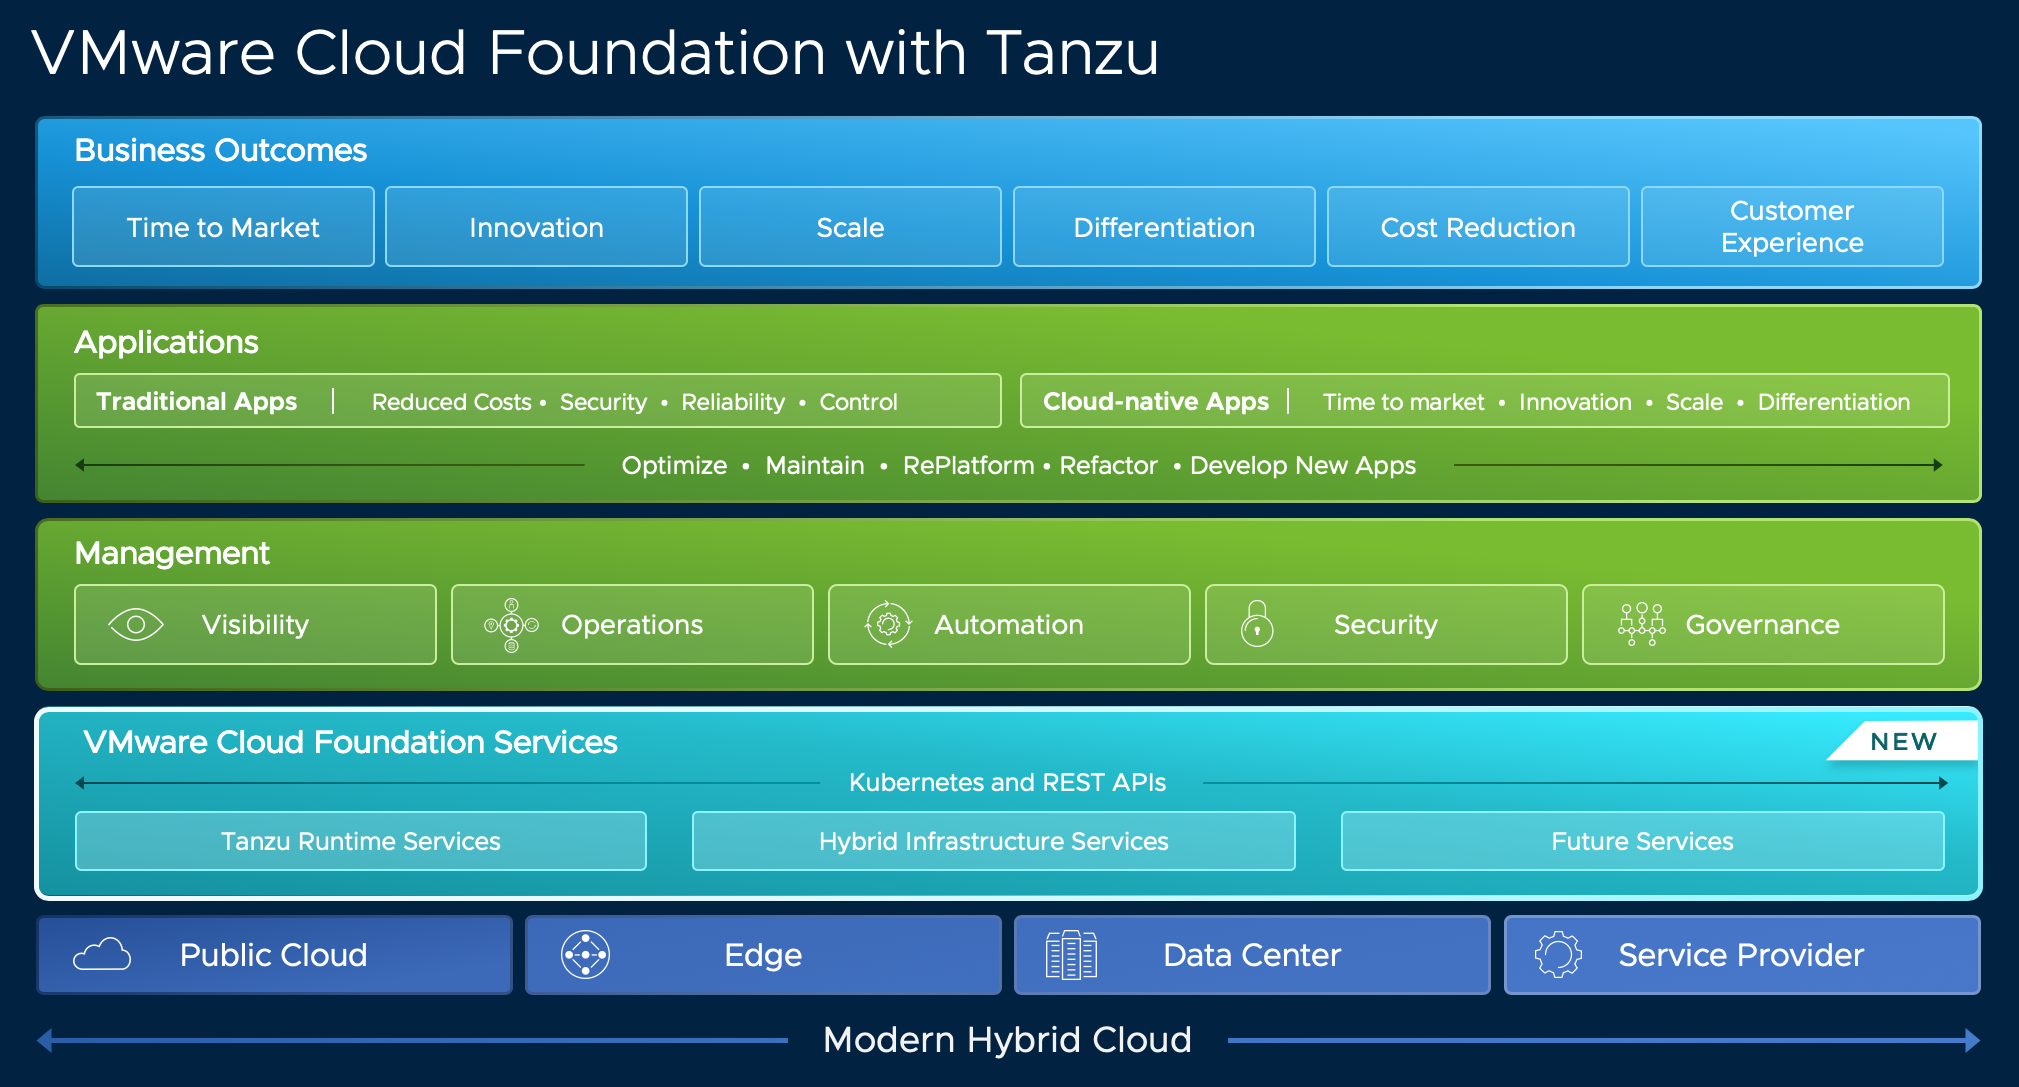 VMware Cloud Foundation with Tanzu
Business Outcomes
Time to Market
Innovation
Scale
Differentiation
Cost Reduction
Customer
Experience
Applications
Traditional Apps | Reduced Costs • Security • Reliability • Control
Cloud-native Apps | Time to market • Innovation • Scale • Differentiation
Optimize • Maintain • RePlatform • Refactor • Develop New Apps
Management
Visibility
Operations
Automation
Security
Governance
VMware Cloud Foundation Services
NEW
Kubernetes and REST APIs
Tanzu Runtime Services
Hybrid Infrastructure Services
Future Services
Public Cloud
Edge
Data Center
Service Provider
Modern Hybrid Cloud